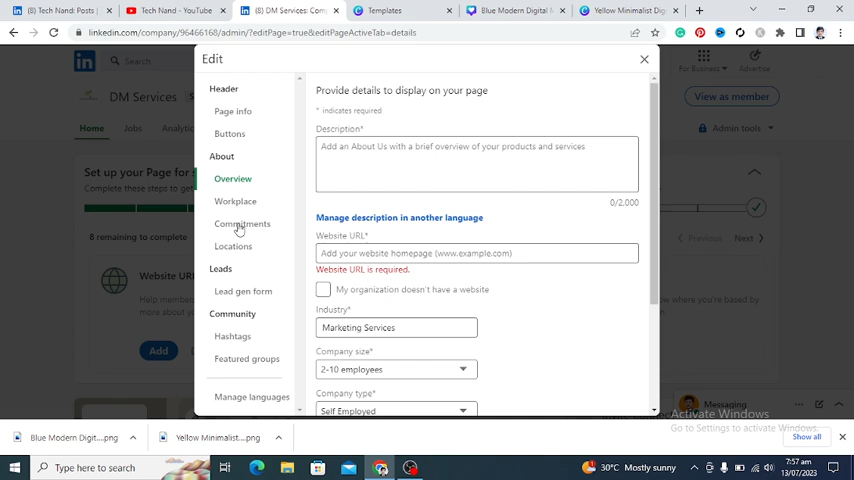 (8) Tech Nand: Posts |
Tech Nand - YouTube
(8) DM Services: Com
Templates
Blue Modern Digital M
Yellow Minimalist Dig
linkedin.com/company/96466168/admin/?editPage=true&editPageActiveTab=details
in
Search
For Business
Advertise
DM Services
View as member
Home
Jobs
Analytic
Admin tools
Set up your Page for s
Complete these steps to get
8 remaining to complete
Previous
Next
Website URL
Help members
more about yo
where you're based by
Add
Edit
Header
Page info
Buttons
About
Overview
Workplace
Commitments
Locations
Leads
Lead gen form
Community
Hashtags
Featured groups
Manage languages
Provide details to display on your page
* indicates required
Description*
Add an About Us with a brief overview of your products and services
0/2,000
Manage description in another language
Website URL*
Add your website homepage (www.example.com)
Website URL is required.
My organization doesn't have a website
Industry*
Marketing Services
Company size*
2-10 employees
Company type*
Self Employed
Messaging
Activate Windows
Go to Settings to activate Windows.
Blue Modern Digit....png
Yellow Minimalist....png
Show all
Type here to search
30°C Mostly sunny
7:57 am
13/07/2023